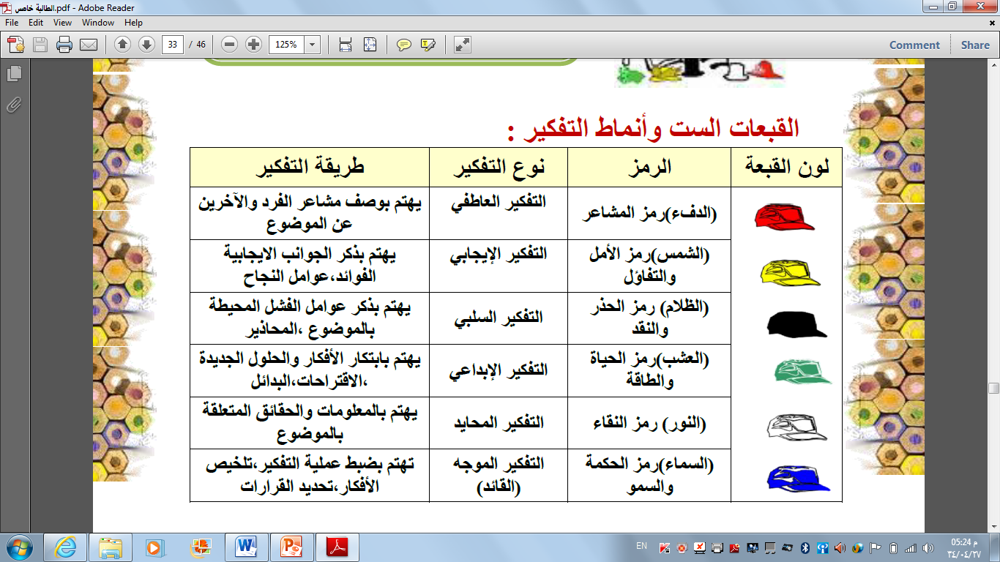 الطالبة خامس.pdf - Adobe Reader
File Edit View Window Help
33 / 46 125% Comment Share
القبعات الست وأنماط التفكير :
لون القبعة الرمز نوع التفكير طريقة التفكير
(الدفء)رمز المشاعر
التفكير العاطفي
يهتم بوصف مشاعر الفرد والآخرين
عن الموضوع
(الشمس)رمز الأمل
والتفاؤل
التفكير الإيجابي
يهتم بذكر الجوانب الايجابية
الفوائد،عوامل النجاح
(الظلام) رمز الحذر
والنقد
التفكير السلبي
يهتم بذكر عوامل الفشل المحيطة
بالموضوع ،المحاذير
(العشب)رمز الحياة
والطاقة
التفكير الإبداعي
يهتم بابتكار الأفكار والحلول الجديدة
،الاقتراحات،البدائل
(النور) رمز النقاء
التفكير المحايد
يهتم بالمعلومات والحقائق المتعلقة
بالموضوع
(السماء)رمز الحكمة
والسمو
التفكير الموجه
(القائد)
تهتم بضبط عملية التفكير،تلخيص
الأفكار،تحديد القرارات
EN
05:24 م
٣٤/٠٤/٢٧